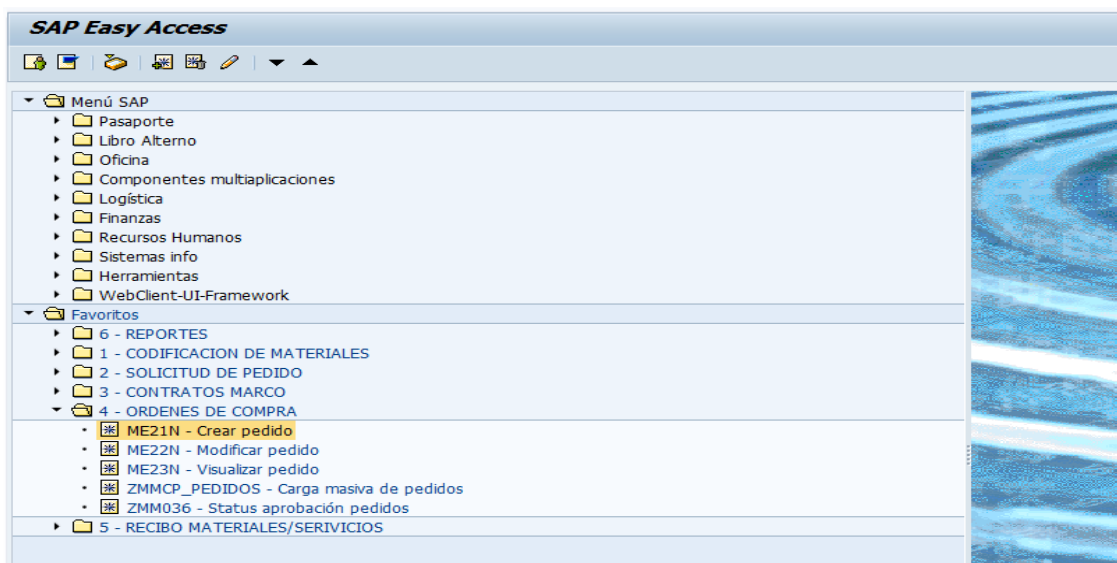 SAP Easy Access
Menú SAP
Pasaporte
Libro Alterno
Oficina
Componentes multiaplicaciones
Logística
Finanzas
Recursos Humanos
Sistemas info
Herramientas
WebClient-UI-Framework
Favoritos
6 - REPORTES
1 - CODIFICACION DE MATERIALES
2 - SOLICITUD DE PEDIDO
3 - CONTRATOS MARCO
4 - ORDENES DE COMPRA
ME21N - Crear pedido
ME22N - Modificar pedido
ME23N - Visualizar pedido
ZMMCP_PEDIDOS - Carga masiva de pedidos
ZMM036 - Status aprobación pedidos
5 - RECIBO MATERIALES/SERIVICIOS